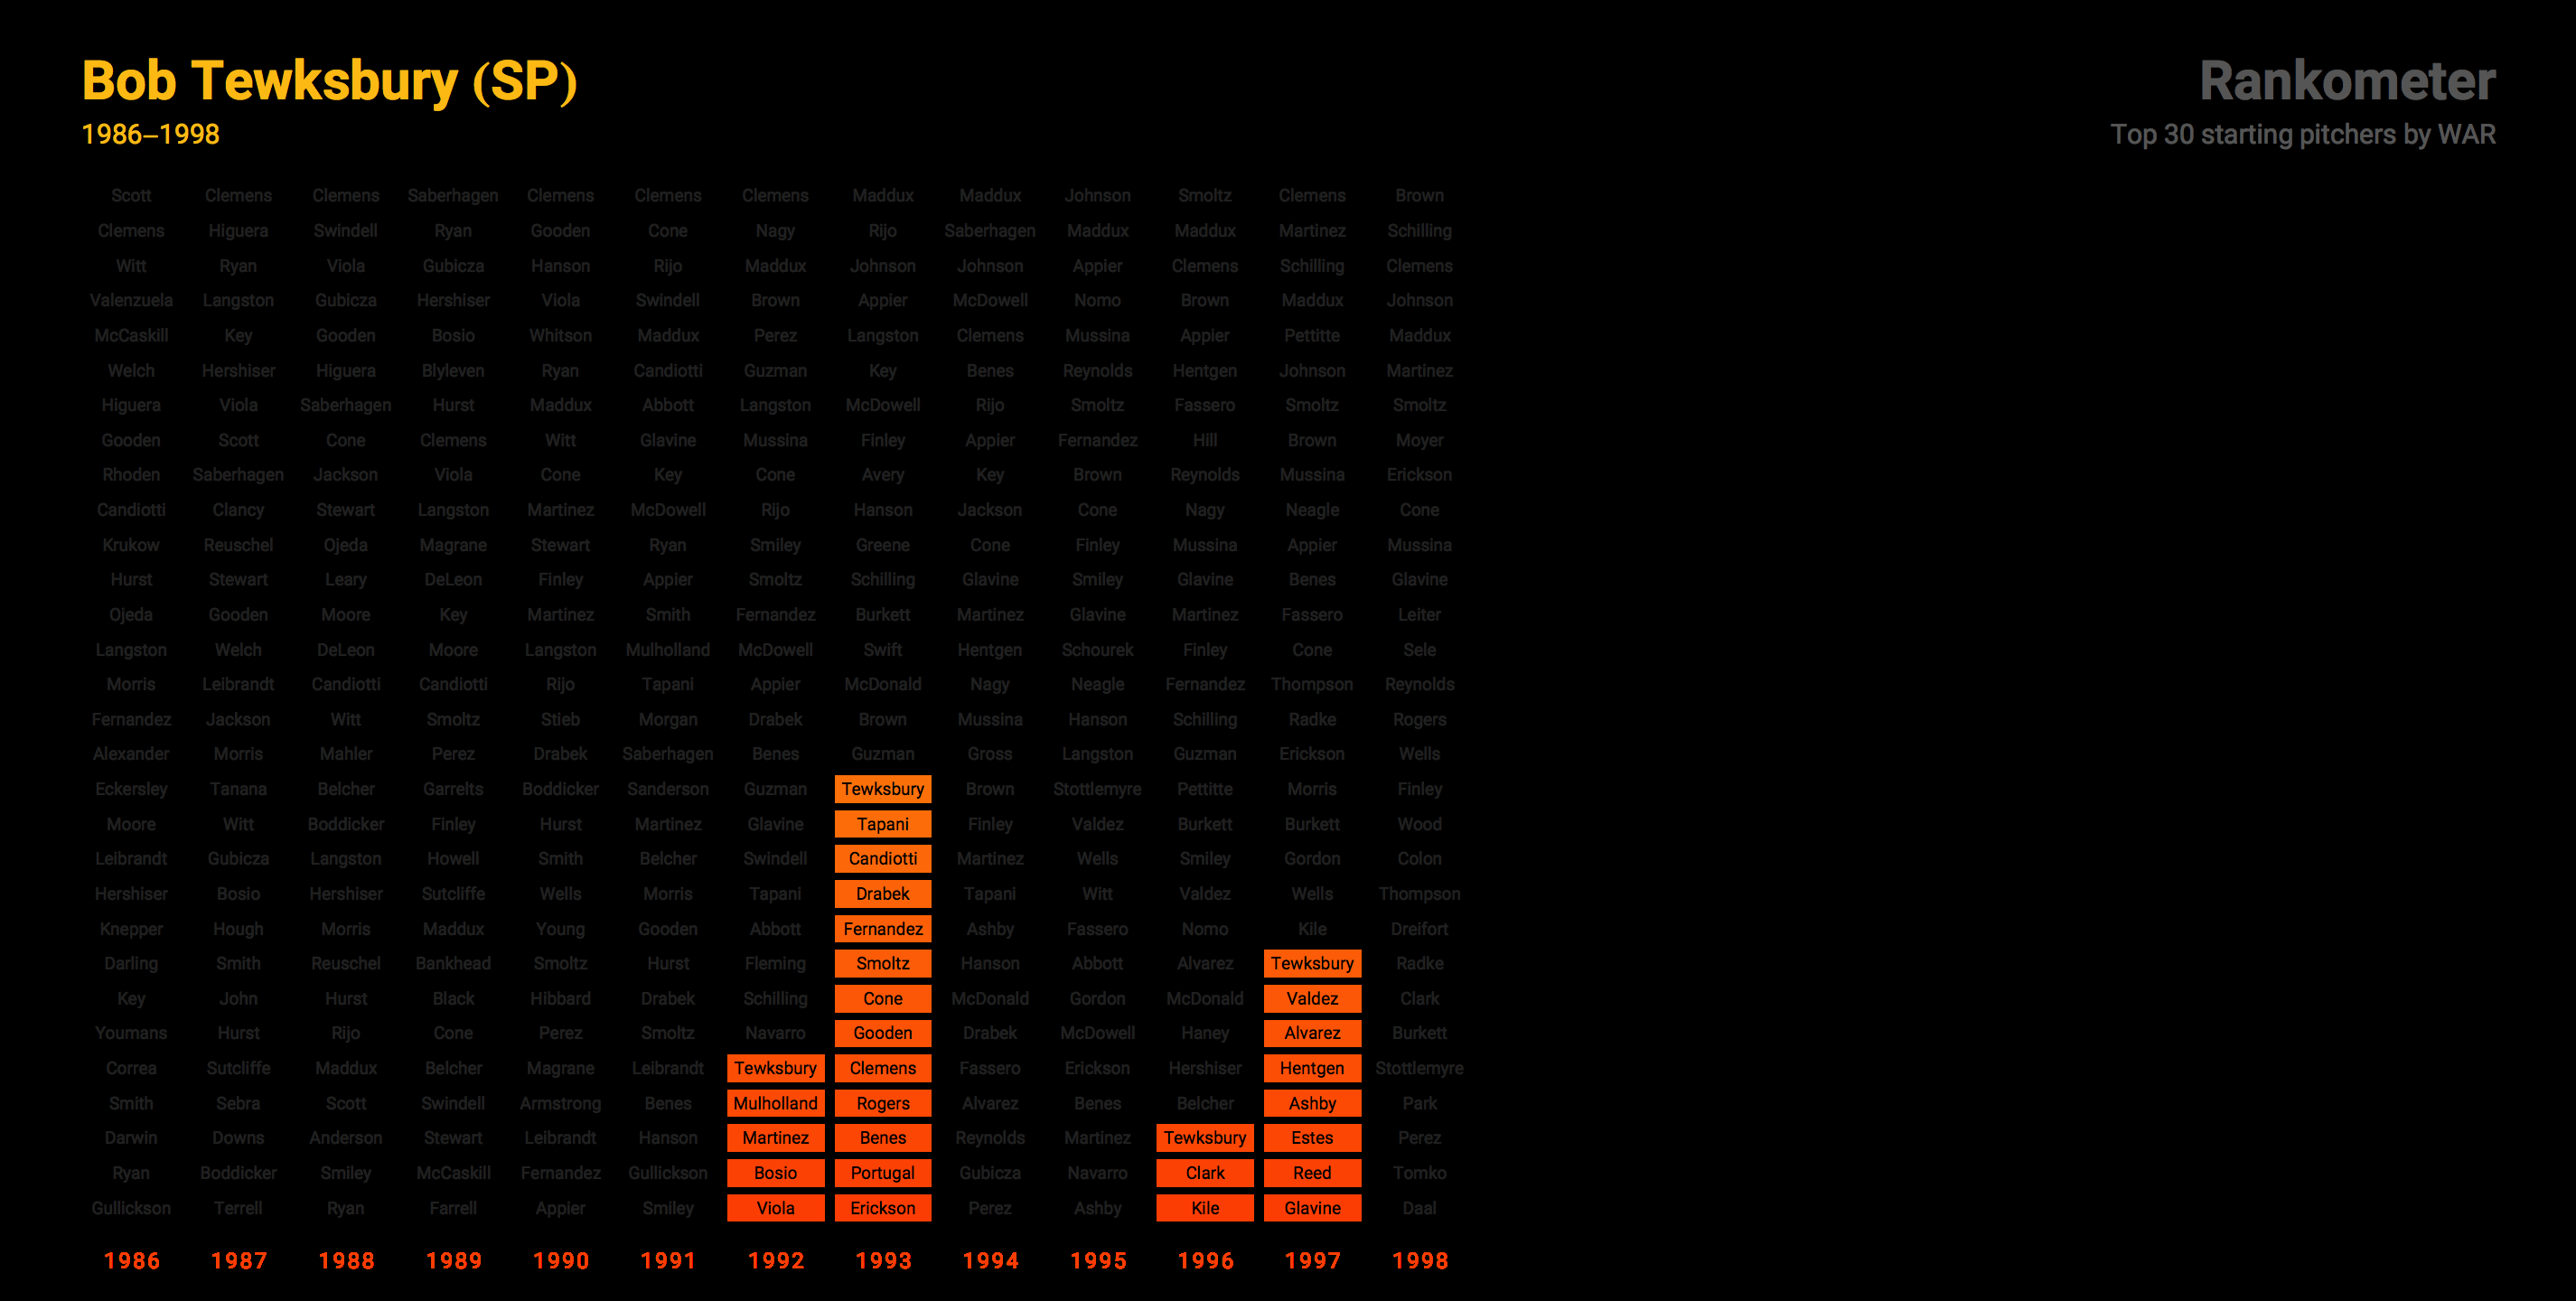 Bob Tewksbury (SP)
1986–1998
Rankometer
Top 30 starting pitchers by WAR
Scott Clemens Clemens Saberhagen Clemens Clemens Clemens Maddux Maddux Johnson Smoltz Clemens Brown
Clemens Higuera Swindell Ryan Gooden Cone Nagy Rijo Saberhagen Maddux Maddux Martinez Schilling
Witt Ryan Viola Gubicza Hanson Rijo Maddux Johnson Johnson Appier Clemens Schilling Clemens
Valenzuela Langston Gubicza Hershiser Viola Swindell Brown Appier McDowell Nomo Brown Maddux Johnson
McCaskill Key Gooden Bosio Whitson Maddux Perez Langston Clemens Mussina Appier Pettitte Maddux
Welch Hershiser Higuera Blyleven Ryan Candiotti Guzman Key Benes Reynolds Hentgen Johnson Martinez
Higuera Viola Saberhagen Hurst Maddux Abbott Langston McDowell Rijo Smoltz Fassero Smoltz Smoltz
Gooden Scott Cone Clemens Witt Glavine Mussina Finley Appier Fernandez Hill Brown Moyer
Rhoden Saberhagen Jackson Viola Cone Key Cone Avery Key Brown Reynolds Mussina Erickson
Candiotti Clancy Stewart Langston Martinez McDowell Rijo Hanson Jackson Cone Nagy Neagle Cone
Krukow Reuschel Ojeda Magrane Stewart Ryan Smiley Greene Cone Finley Mussina Appier Mussina
Hurst Stewart Leary DeLeon Finley Appier Smoltz Schilling Glavine Smiley Glavine Benes Glavine
Ojeda Gooden Moore Key Martinez Smith Fernandez Burkett Martinez Glavine Martinez Fassero Leiter
Langston Welch DeLeon Moore Langston Mulholland McDowell Swift Hentgen Schourek Finley Cone Sele
Morris Leibrandt Candiotti Candiotti Rijo Tapani Appier McDonald Nagy Neagle Fernandez Thompson Reynolds
Fernandez Jackson Witt Smoltz Stieb Morgan Drabek Brown Mussina Hanson Schilling Radke Rogers
Alexander Morris Mahler Perez Drabek Saberhagen Benes Guzman Gross Langston Guzman Erickson Wells
Eckersley Tanana Belcher Garrelts Boddicker Sanderson Guzman Tewksbury Brown Stottlemyre Pettitte Morris Finley
Moore Witt Boddicker Finley Hurst Martinez Glavine Tapani Finley Valdez Burkett Burkett Wood
Leibrandt Gubicza Langston Howell Smith Belcher Swindell Candiotti Martinez Wells Smiley Gordon Colon
Hershiser Bosio Hershiser Sutcliffe Wells Morris Tapani Drabek Tapani Witt Valdez Wells Thompson
Knepper Hough Morris Maddux Young Gooden Abbott Fernandez Ashby Fassero Nomo Kile Dreifort
Darling Smith Reuschel Bankhead Smoltz Hurst Fleming Smoltz Hanson Abbott Alvarez Tewksbury Radke
Key John Hurst Black Hibbard Drabek Schilling Cone McDonald Gordon McDonald Valdez Clark
Youmans Hurst Rijo Cone Perez Smoltz Navarro Gooden Drabek McDowell Haney Alvarez Burkett
Correa Sutcliffe Maddux Belcher Magrane Leibrandt Tewksbury Clemens Fassero Erickson Hershiser Hentgen Stottlemyre
Smith Sebra Scott Swindell Armstrong Benes Mulholland Rogers Alvarez Benes Belcher Ashby Park
Darwin Downs Anderson Stewart Leibrandt Hanson Martinez Benes Reynolds Martinez Tewksbury Estes Perez
Ryan Boddicker Smiley McCaskill Fernandez Gullickson Bosio Portugal Gubicza Navarro Clark Reed Tomko
Gullickson Terrell Ryan Farrell Appier Smiley Viola Erickson Perez Ashby Kile Glavine Daal
1986 1987 1988 1989 1990 1991 1992 1993 1994 1995 1996 1997 1998